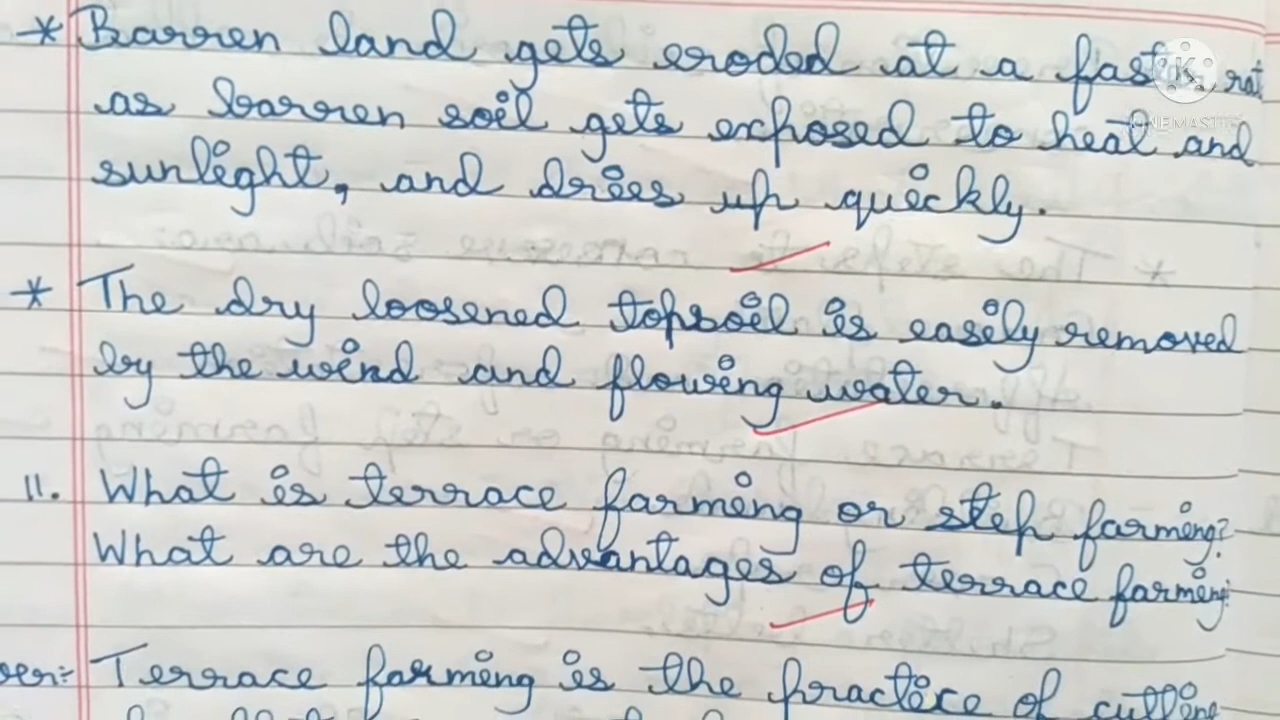 * Barren land gets eroded at a fast
as barren soil gets exposed to heat and
sunlight, and dries up quickly.
* The dry loosened topsoil is easily removed
by the wind and flowing water.
11. What is terrace farming or step farming?
What are the advantages of terrace farming
Terrace farming is the practice of cutting
KINEMASTER